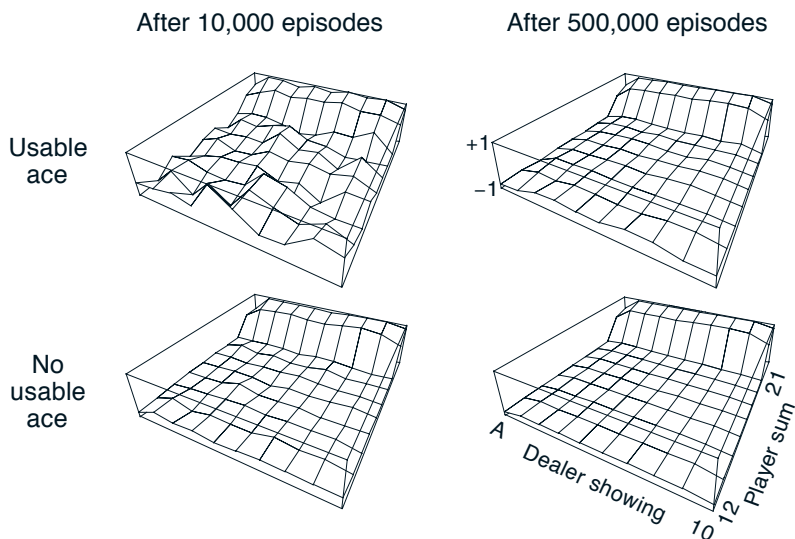 After 10,000 episodes
After 500,000 episodes
Usable
ace
+1
−1
No
usable
ace
A
Dealer showing
10
12
Player sum
21